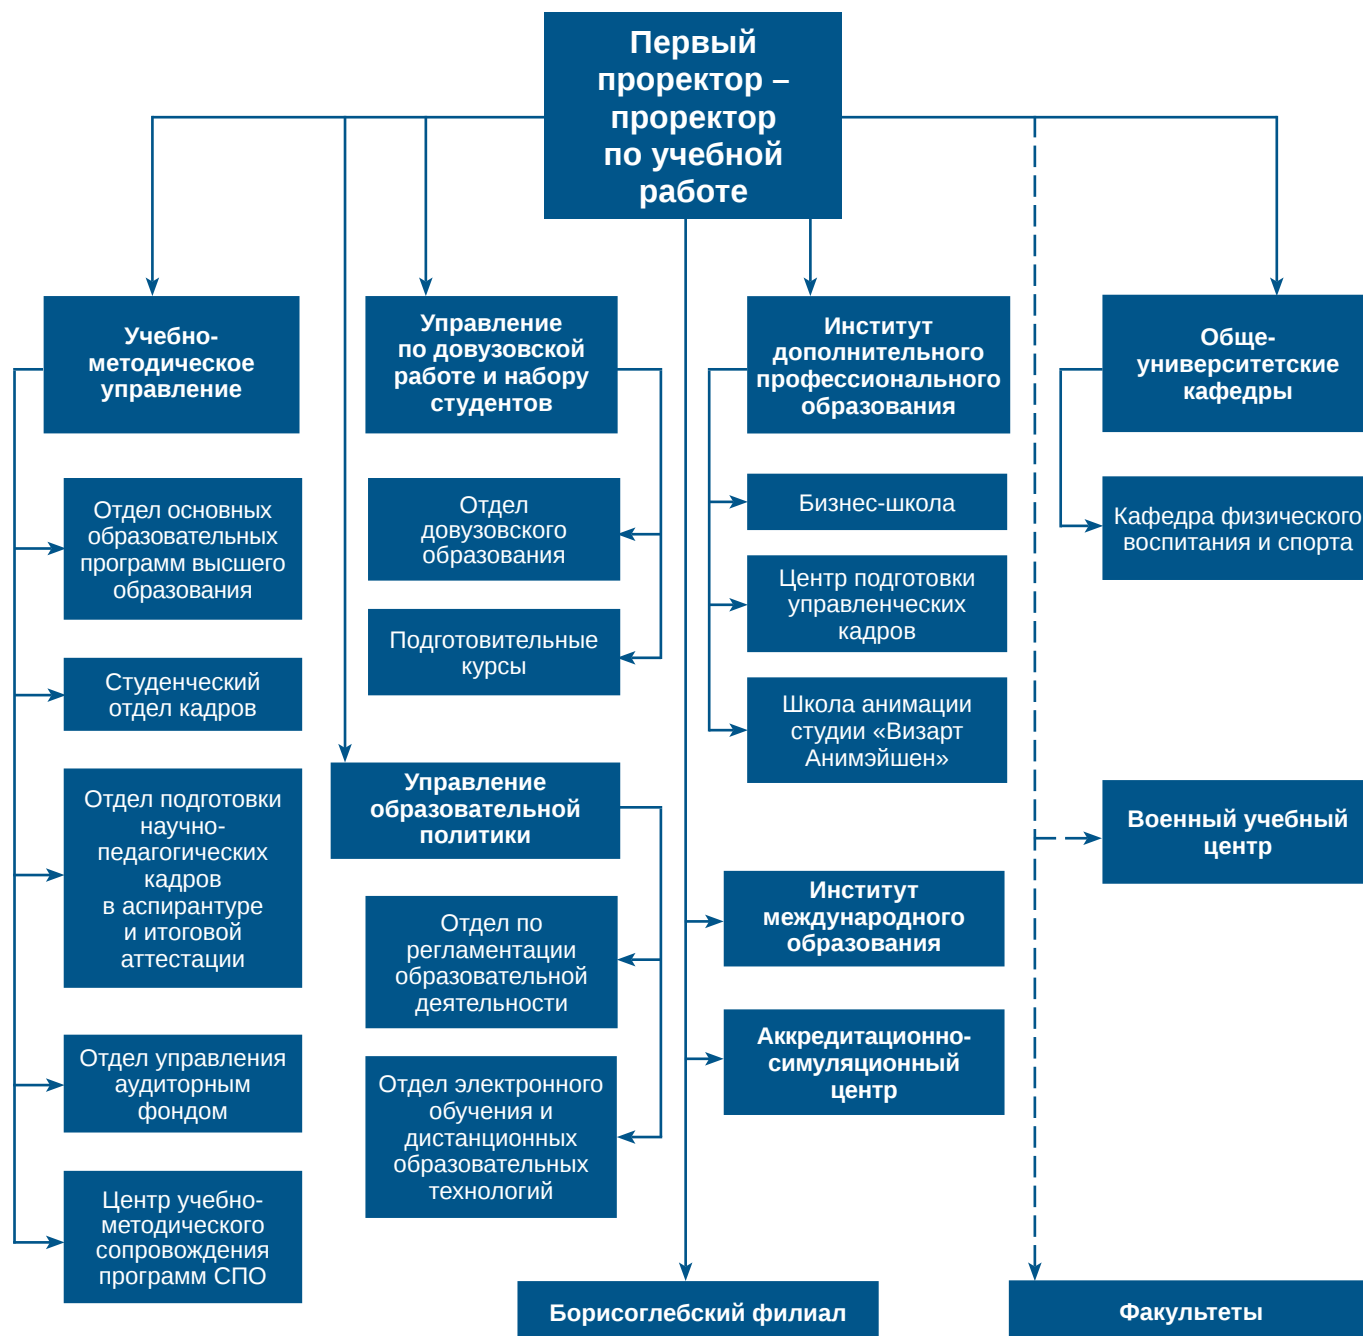 Первый
проректор –
проректор
по учебной
работе
Учебно-
методическое
управление
Отдел основных
образовательных
программ высшего
образования
Студенческий
отдел кадров
Отдел подготовки
научно-
педагогических
кадров
в аспирантуре
и итоговой
аттестации
Отдел управления
аудиторным
фондом
Центр учебно-
методического
сопровождения
программ СПО
Управление
по довузовской
работе и набору
студентов
Отдел
довузовского
образования
Подготовительные
курсы
Управление
образовательной
политики
Отдел по
регламентации
образовательной
деятельности
Отдел электронного
обучения и
дистанционных
образовательных
технологий
Институт
дополнительного
профессионального
образования
Бизнес-школа
Центр подготовки
управленческих
кадров
Школа анимации
студии «Визарт
Анимэйшен»
Институт
международного
образования
Аккредитационно-
симуляционный
центр
Борисоглебский филиал
Обще-
университетские
кафедры
Кафедра физического
воспитания и спорта
Военный учебный
центр
Факультеты